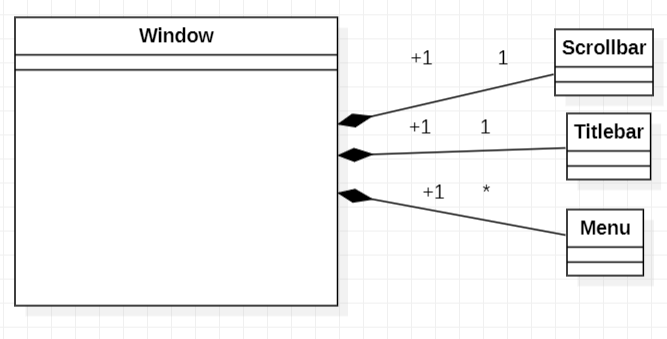 Window
Scrollbar
+1 1
Titlebar
+1 1
+1 *
Menu